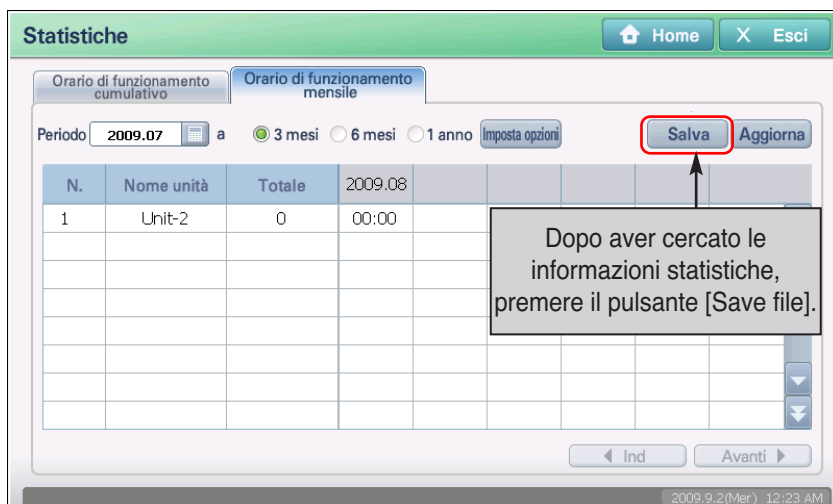 Statistiche
Home
X Esci
Orario di funzionamento
cumulativo
Orario di funzionamento
mensile
Periodo 2009.07 a 3 mesi 6 mesi 1 anno Imposta opzioni Salva Aggiorna
N. Nome unità Totale 2009.08
1 Unit-2 0 00:00
Dopo aver cercato le
informazioni statistiche,
premere il pulsante [Save file].
Ind Avanti
2009.9.2(Mer) 12:23 AM